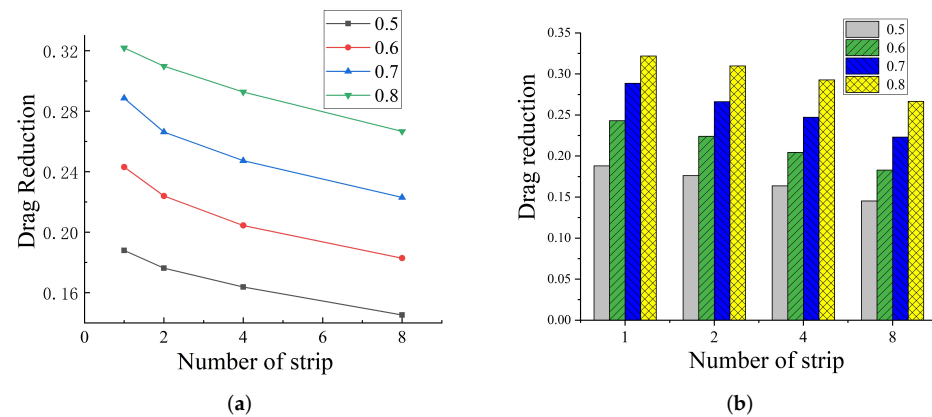 (a)
0.5
0.6
0.7
0.8
0.32
0.28
0.24
0.20
0.16
Drag Reduction
0 2 4 6 8
Number of strip
(a)
0.5
0.6
0.7
0.8
0.35
0.30
0.25
0.20
0.15
0.10
0.05
0.00
Drag reduction
1 2 4 8
Number of strip
(b)